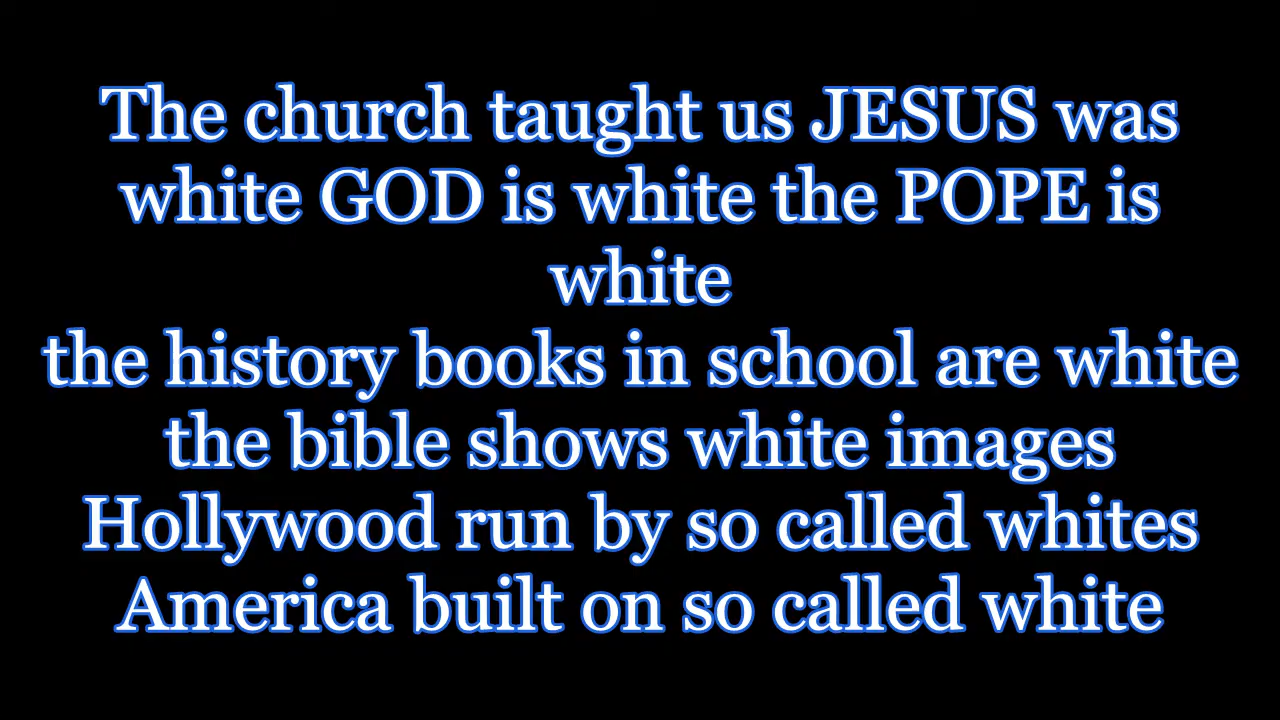 The church taught us JESUS was
white GOD is white the POPE is
white
the history books in school are white
the bible shows white images
Hollywood run by so called whites
America built on so called white